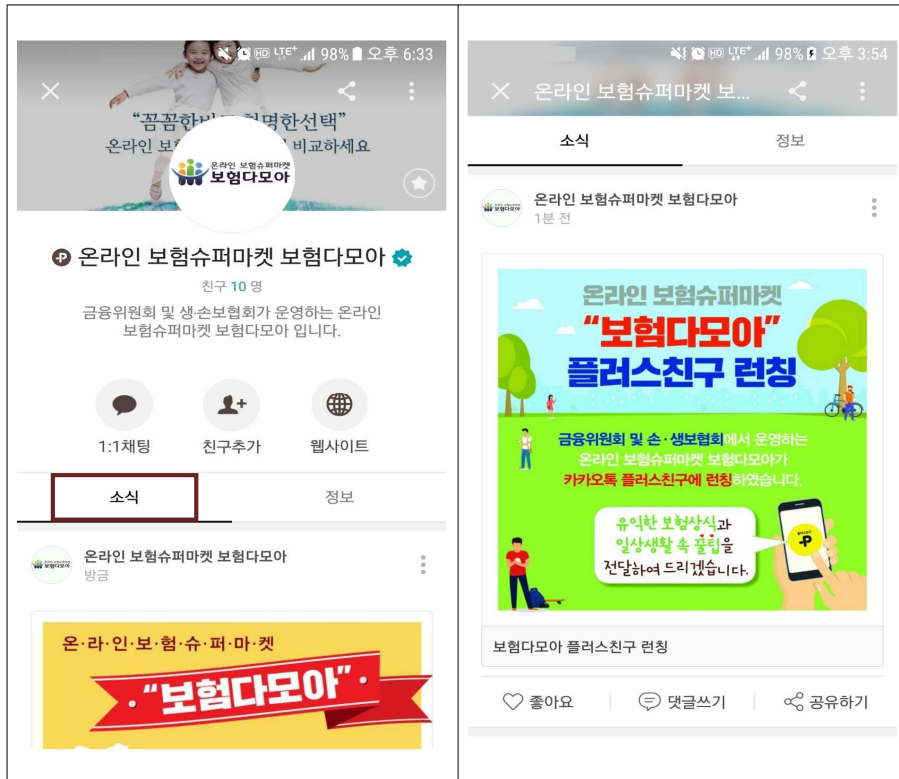 HD LTE+ 98% 오후 6:33
“꼼꼼한 한선택”
온라인 보 비교하세요
온라인 보험슈퍼마켓
보험다모아
온라인 보험슈퍼마켓 보험다모아
친구 10 명
금융위원회 및 생·손보협회가 운영하는 온라인
보험슈퍼마켓 보험다모아 입니다.
1:1채팅 친구추가 웹사이트
소식 정보
온라인 보험슈퍼마켓 보험다모아
방금
온·라·인·보·험·슈·퍼·마·켓
·“보험다모아”·
HD LTE+ 98% 오후 3:54
온라인 보험슈퍼마켓 보...
소식 정보
온라인 보험슈퍼마켓 보험다모아
1분 전
온라인 보험슈퍼마켓
“보험다모아”
플러스친구 런칭
금융위원회 및 손·생보협회에서 운영하는
온라인 보험슈퍼마켓 보험다모아가
카카오톡 플러스친구에 런칭하였습니다.
유익한 보험상식과
일상생활 속 꿀팁을
전달하여 드리겠습니다.
보험다모아 플러스친구 런칭
좋아요 댓글쓰기 공유하기